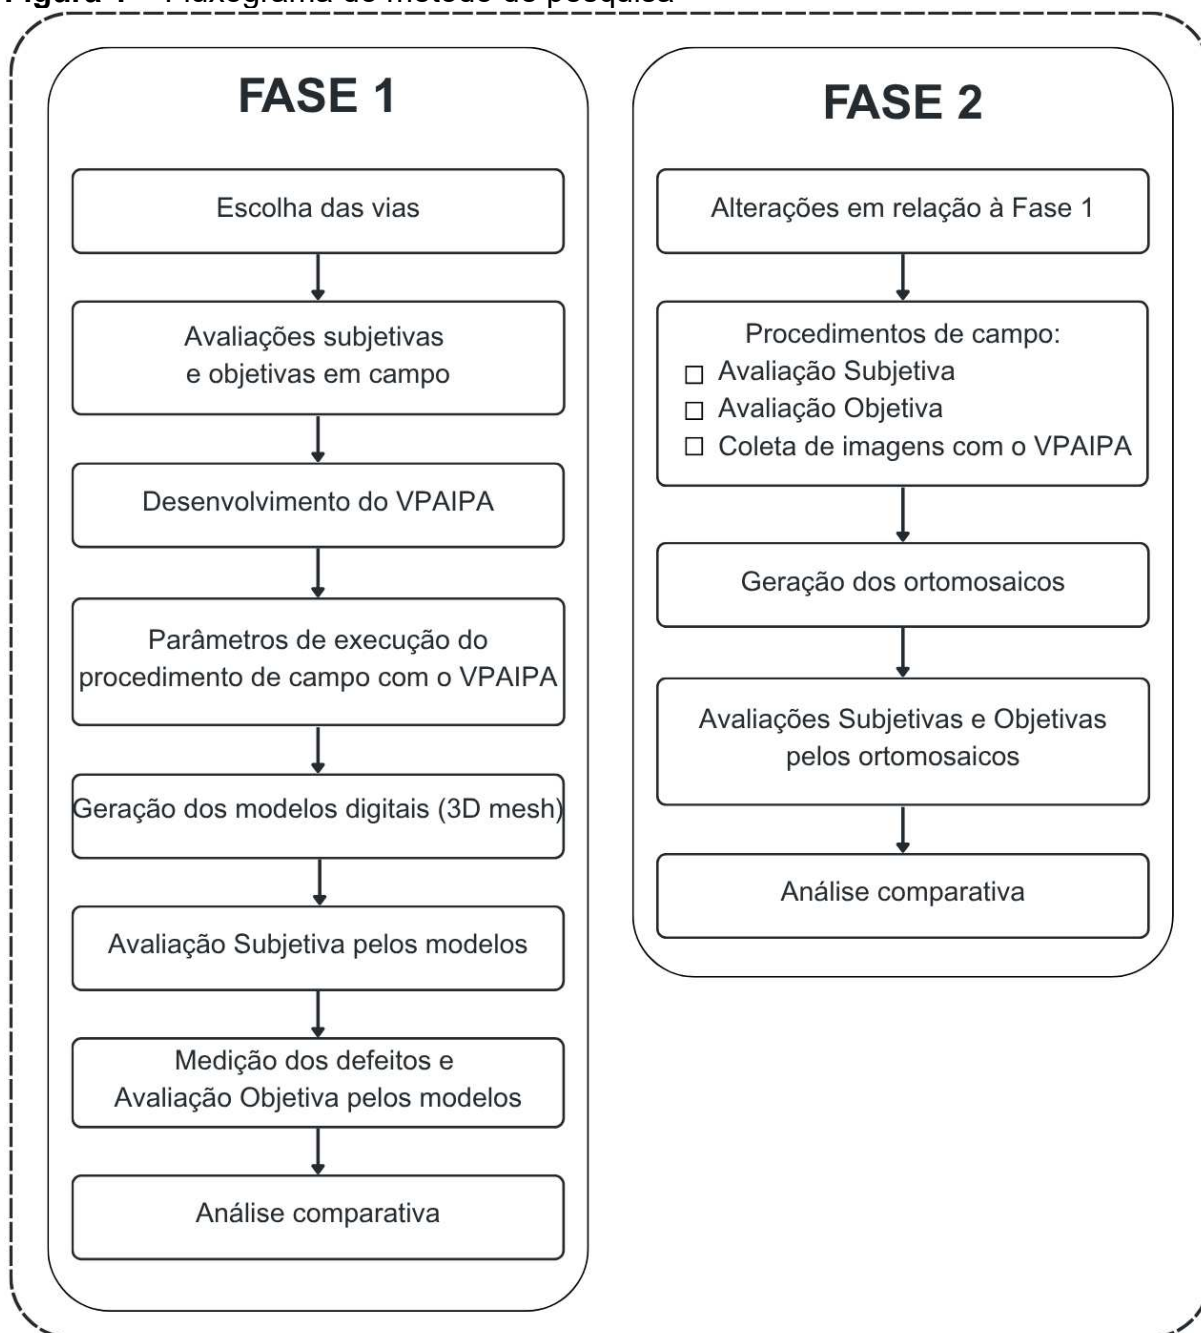 FASE 1
Escolha das vias
Avaliações subjetivas
e objetivas em campo
Desenvolvimento do VPAIPA
Parâmetros de execução do
procedimento de campo com o VPAIPA
Geração dos modelos digitais (3D mesh)
Avaliação Subjetiva pelos modelos
Medição dos defeitos e
Avaliação Objetiva pelos modelos
Análise comparativa
FASE 2
Alterações em relação à Fase 1
Procedimentos de campo:
□ Avaliação Subjetiva
□ Avaliação Objetiva
□ Coleta de imagens com o VPAIPA
Geração dos ortomosaicos
Avaliações Subjetivas e Objetivas
pelos ortomosaicos
Análise comparativa